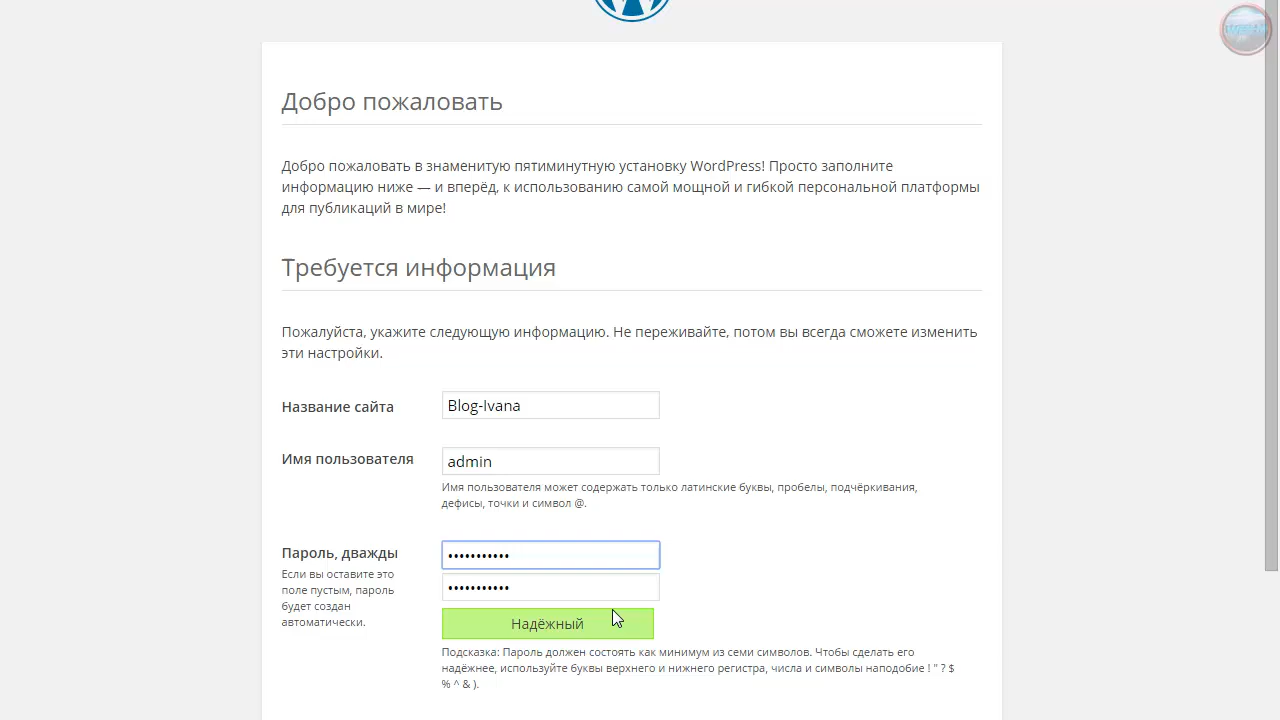 Добро пожаловать
Добро пожаловать в знаменитую пятиминутную установку WordPress! Просто заполните
информацию ниже — и вперёд, к использованию самой мощной и гибкой персональной платформы
для публикаций в мире!
Требуется информация
Пожалуйста, укажите следующую информацию. Не переживайте, потом вы всегда сможете изменить
эти настройки.
Название сайта
Blog-Ivana
Имя пользователя
admin
Имя пользователя может содержать только латинские буквы, пробелы, подчёркивания,
дефисы, точки и символ @.
Пароль, дважды
Если вы оставите это
поле пустым, пароль
будет создан
автоматически.
•••••••••••
•••••••••••
Надёжный
Подсказка: Пароль должен состоять как минимум из семи символов. Чтобы сделать его
надёжнее, используйте буквы верхнего и нижнего регистра, числа и символы наподобие ! " ? $
% ^ & ).